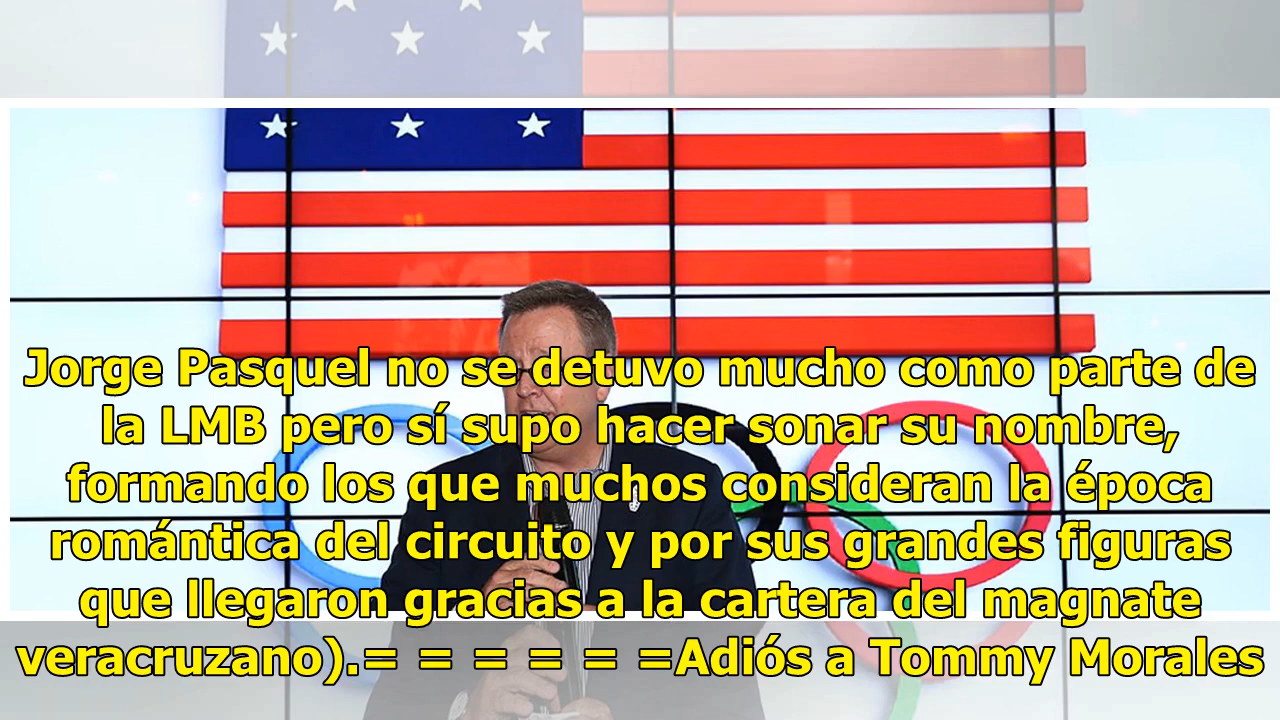 Jorge Pasquel no se detuvo mucho como parte de
la LMB pero sí supo hacer sonar su nombre,
formando los que muchos consideran la época
romántica del circuito y por sus grandes figuras
que llegaron gracias a la cartera del magnate
veracruzano).= = = = = =Adiós a Tommy Morales